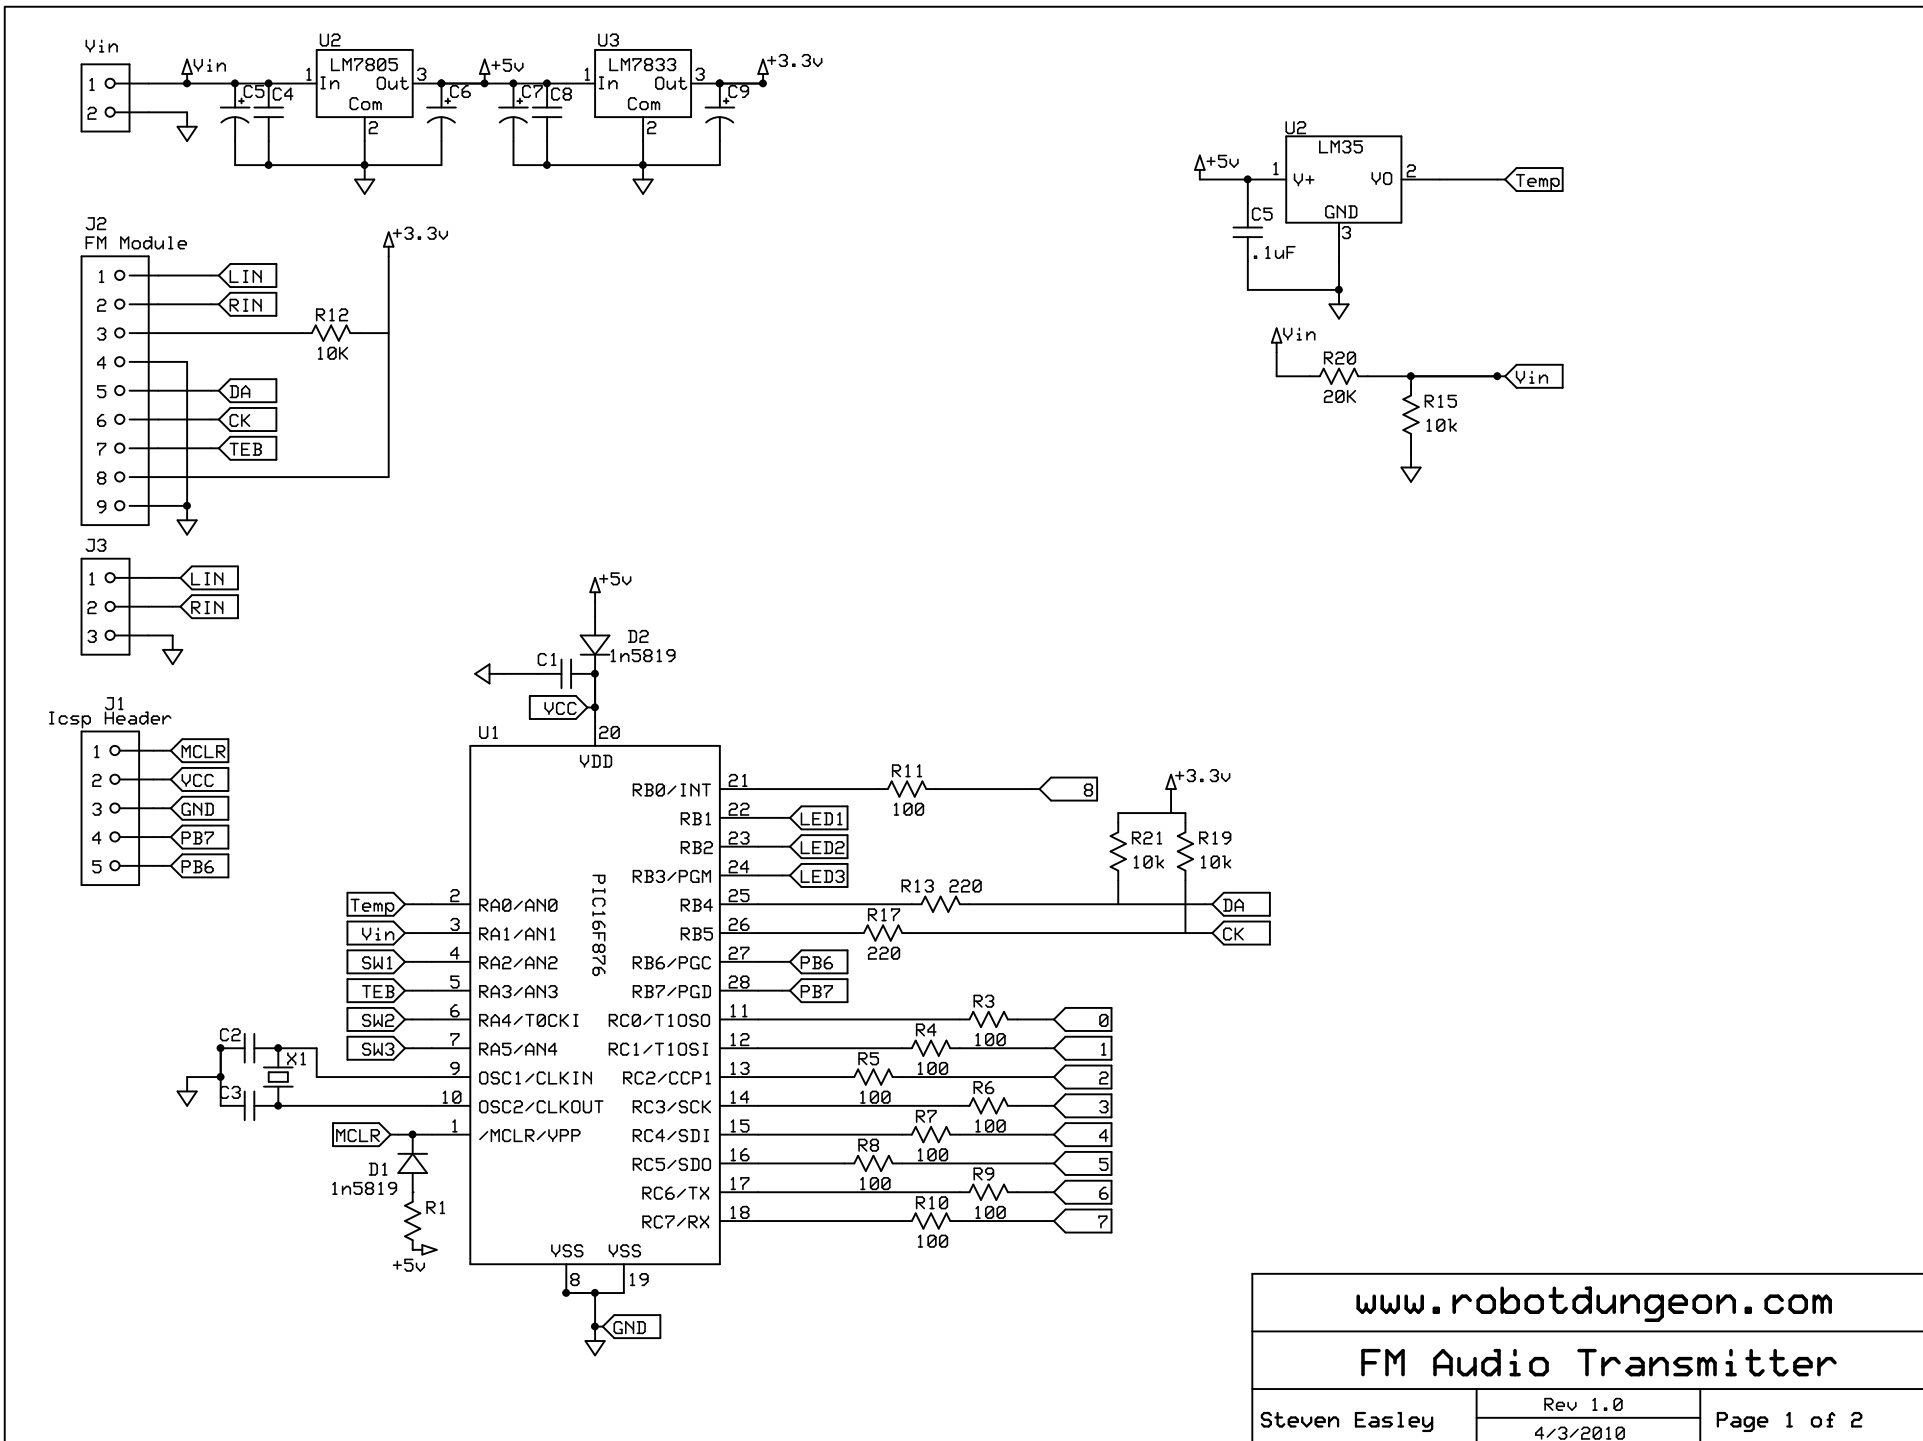 Vin
1
2
Vin
C5
C4
U2
LM7805
1 In Out 3
Com
2
C6
+5v
C7
C8
U3
LM7833
1 In Out 3
Com
2
C9
+3.3v
U2
LM35
+5v
1 V+ VO 2
GND
3
Temp
C5
.1uF
Vin
R20
20K
Vin
R15
10k
J2
FM Module
1 LIN
2 RIN
3
4
5 DA
6 CK
7 TEB
8
9
R12
10K
+3.3v
J3
1 LIN
2 RIN
3
J1
Icsp Header
1 MCLR
2 VCC
3 GND
4 PB7
5 PB6
+5v
D2
1n5819
C1
VCC
U1
20
VDD
PIC16F876
Temp 2 RA0/AN0
Vin 3 RA1/AN1
SW1 4 RA2/AN2
TEB 5 RA3/AN3
SW2 6 RA4/T0CKI
SW3 7 RA5/AN4
9 OSC1/CLKIN
10 OSC2/CLKOUT
MCLR 1 /MCLR/VPP
C2
X1
C3
D1
1n5819
R1
+5v
RB0/INT 21 R11 100 8
RB1 22 LED1
RB2 23 LED2
RB3/PGM 24 LED3
RB4 25 R13 220 DA
RB5 26 R17 220 CK
RB6/PGC 27 PB6
RB7/PGD 28 PB7
RC0/T1OSO 11 R3 100 0
RC1/T1OSI 12 R4 100 1
RC2/CCP1 13 R5 100 2
RC3/SCK 14 R6 100 3
RC4/SDI 15 R7 100 4
RC5/SDO 16 R8 100 5
RC6/TX 17 R9 100 6
RC7/RX 18 R10 100 7
+3.3v
R21
10k
R19
10k
VSS VSS
8 19
GND
www.robotdungeon.com
FM Audio Transmitter
Steven Easley
Rev 1.0
4/3/2010
Page 1 of 2